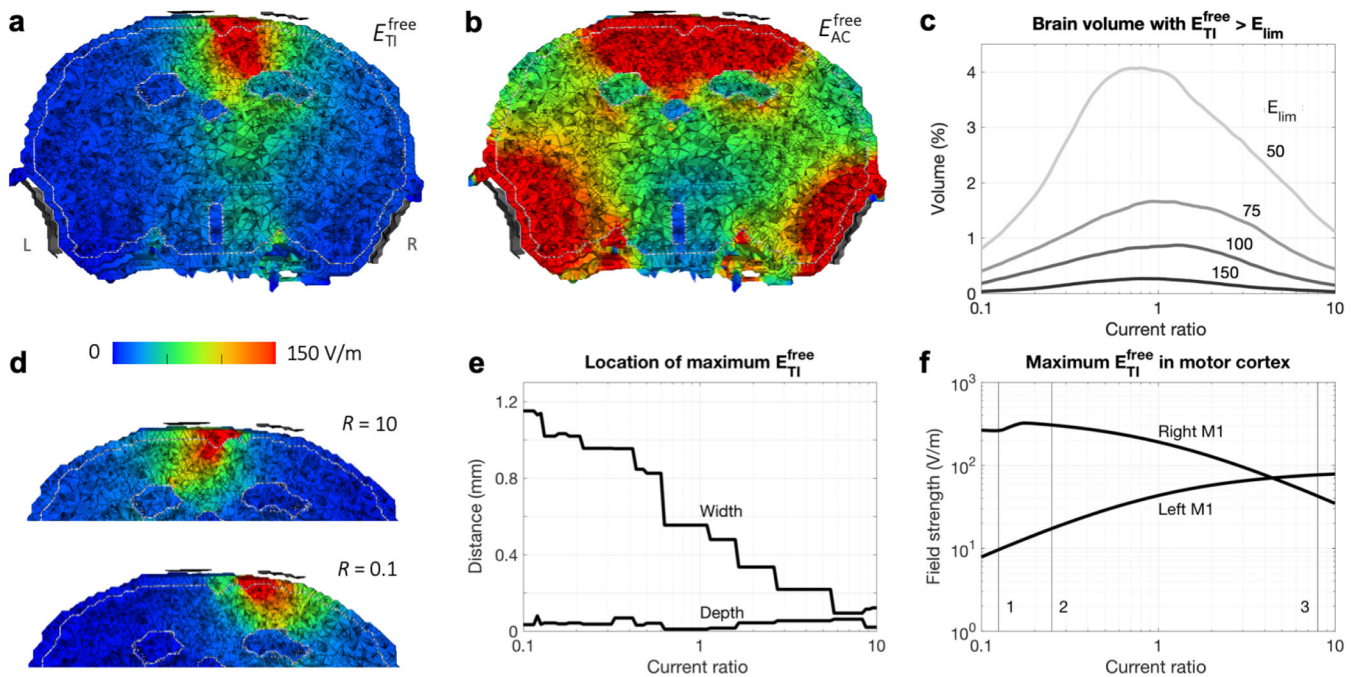 a
E_TI^free
L
R
b
E_AC^free
c
Brain volume with E_TI^free > E_lim
Volume (%)
4
3
2
1
0
E_lim
50
75
100
150
0.1
1
10
Current ratio
d
0
150 V/m
R = 10
R = 0.1
e
Location of maximum E_TI^free
Distance (mm)
1.2
0.8
0.4
0
Width
Depth
0.1
1
10
Current ratio
f
Maximum E_TI^free in motor cortex
Field strength (V/m)
10^3
10^2
10^1
10^0
Right M1
Left M1
1
2
3
0.1
1
10
Current ratio